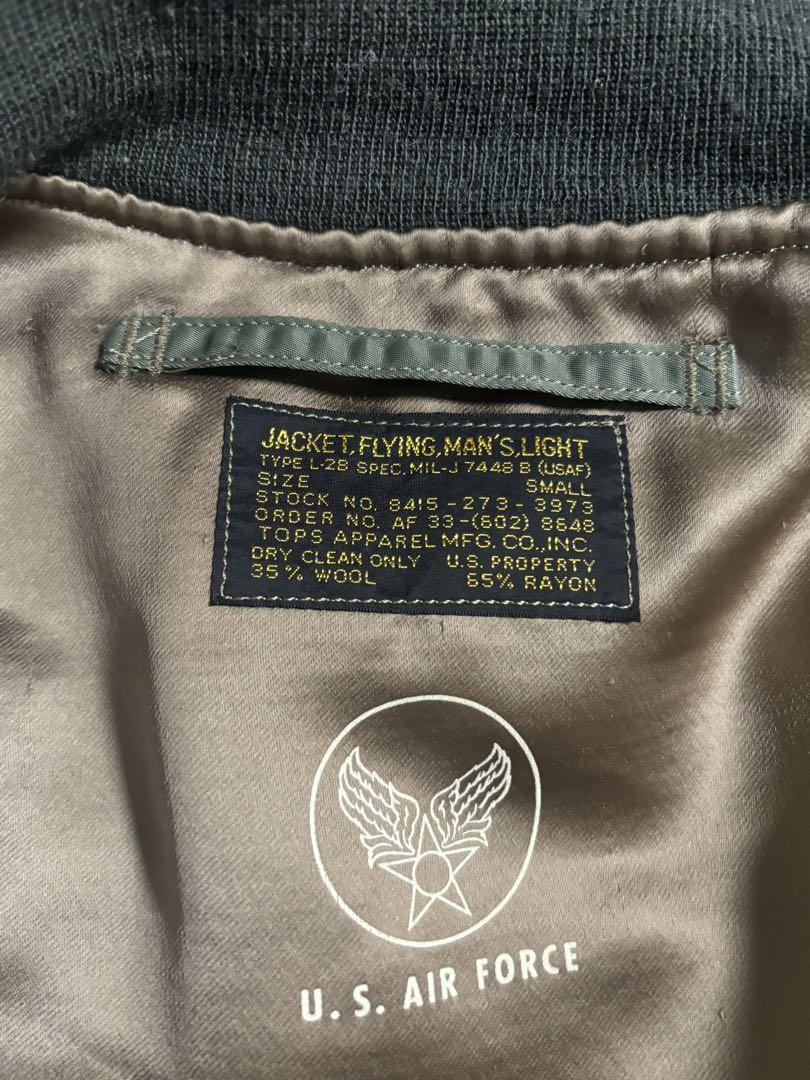 JACKET, FLYING, MAN'S, LIGHT
TYPE L-2B SPEC. MIL-J 7448 B (USAF)
SIZE SMALL
STOCK NO. 8415-273-3973
ORDER NO. AF 33-(602) 8648
TOPS APPAREL MFG. CO., INC.
DRY CLEAN ONLY U.S. PROPERTY
35% WOOL 65% RAYON
U. S. AIR FORCE